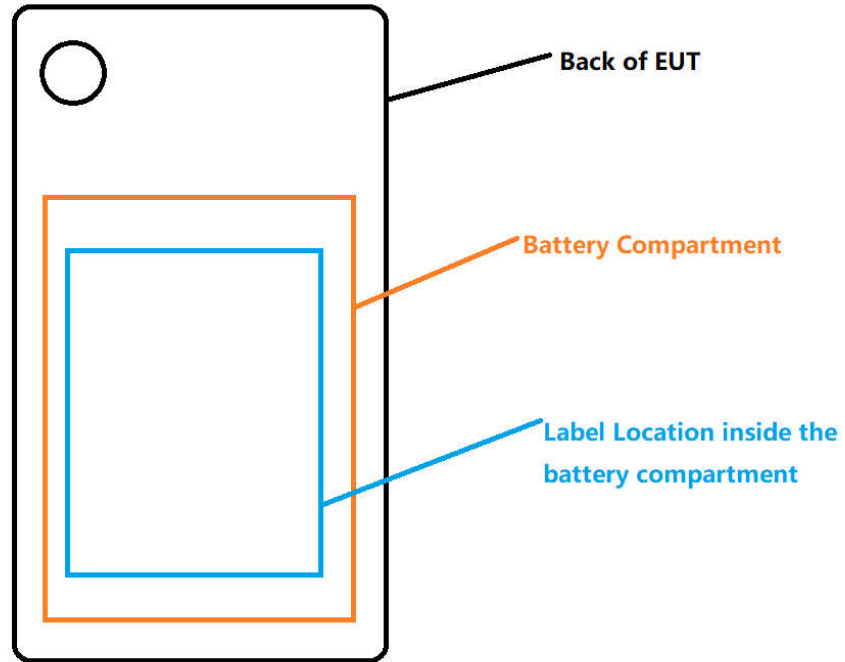 Back of EUT
Battery Compartment
Label Location inside the
battery compartment